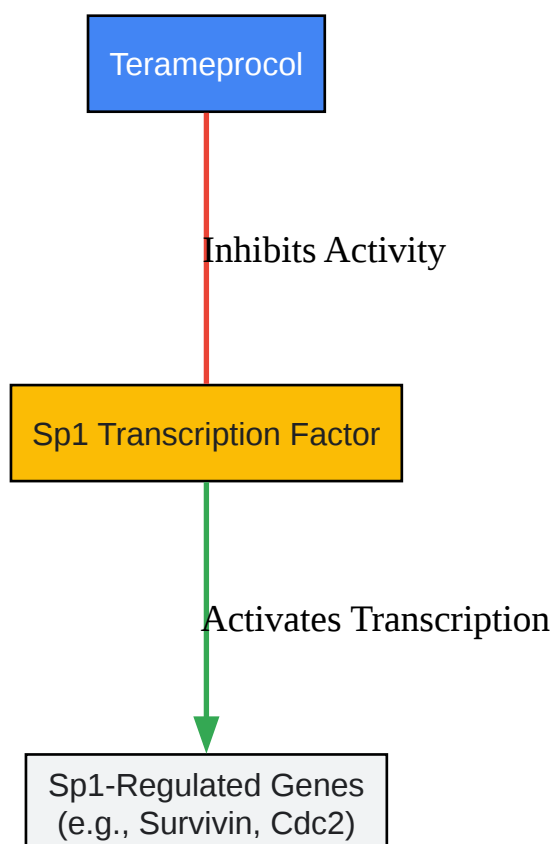 Terameprocol
Inhibits Activity
Sp1 Transcription Factor
Activates Transcription
Sp1-Regulated Genes
(e.g., Survivin, Cdc2)